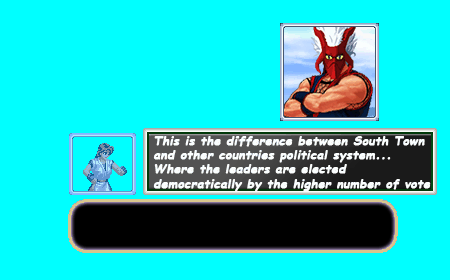 This is the difference between South Town
and other countries political system...
Where the leaders are elected
democratically by the higher number of vote